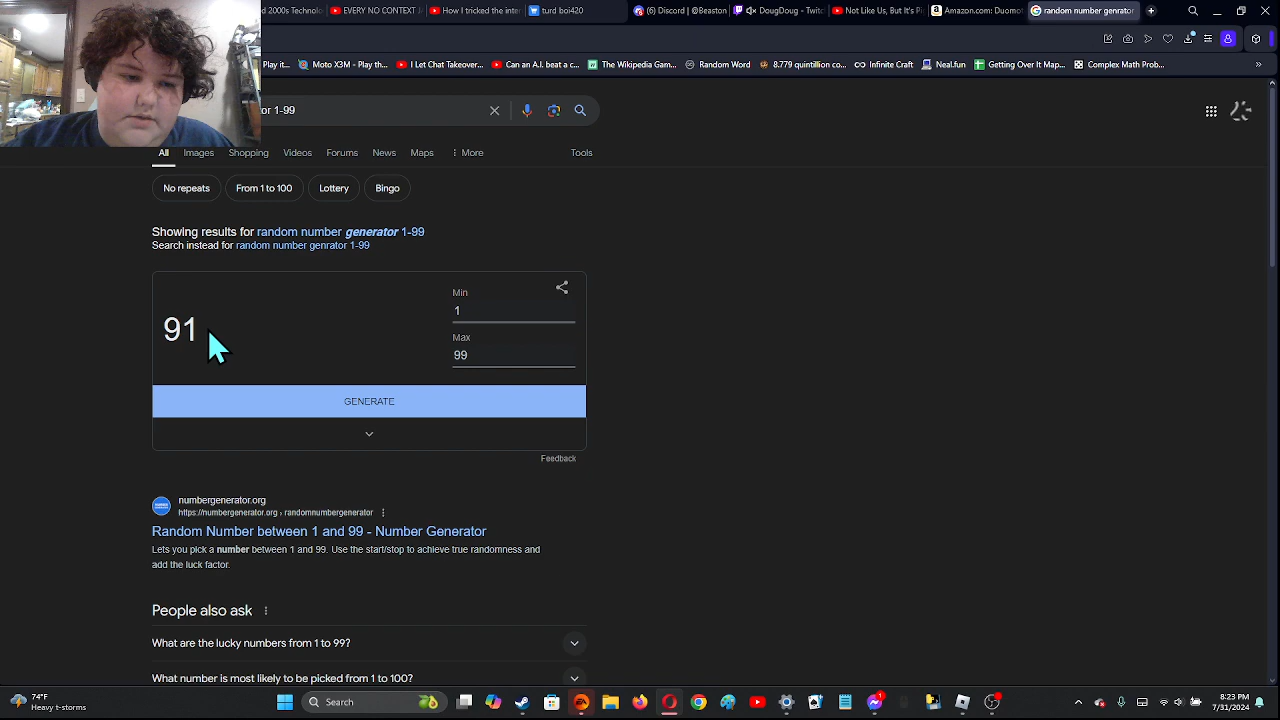 d 2000s Technolo
EVERY NO CONTEXT J
How I tricked the inter
turd boi420
(6) Discord | @Beaston
DougDoug - Twitc
Not Like Us, But It's Pi
Amazon.com: Duomot
random number generato
Play it...
Moto X3M - Play th...
I Let Chat Takeover...
Can an A.I. beat a c...
The Wikipedia Gam...
Random Word
8.779 quintillion co...
Infinite Craft
Neal.fun
Getting Over It Map...
Complex Math Prob...
or 1-99
All
Images
Shopping
Videos
Forums
News
Maps
More
Tools
No repeats
From 1 to 100
Lottery
Bingo
Showing results for random number generator 1-99
Search instead for random number genrator 1-99
Min
1
91
Max
99
GENERATE
Feedback
numbergenerator.org
https://numbergenerator.org › randomnumbergenerator
Random Number between 1 and 99 - Number Generator
Lets you pick a number between 1 and 99. Use the start/stop to achieve true randomness and
add the luck factor.
People also ask
What are the lucky numbers from 1 to 99?
What number is most likely to be picked from 1 to 100?
74°F
Heavy t-storms
Search
EA
1
8:23 PM
7/31/2024